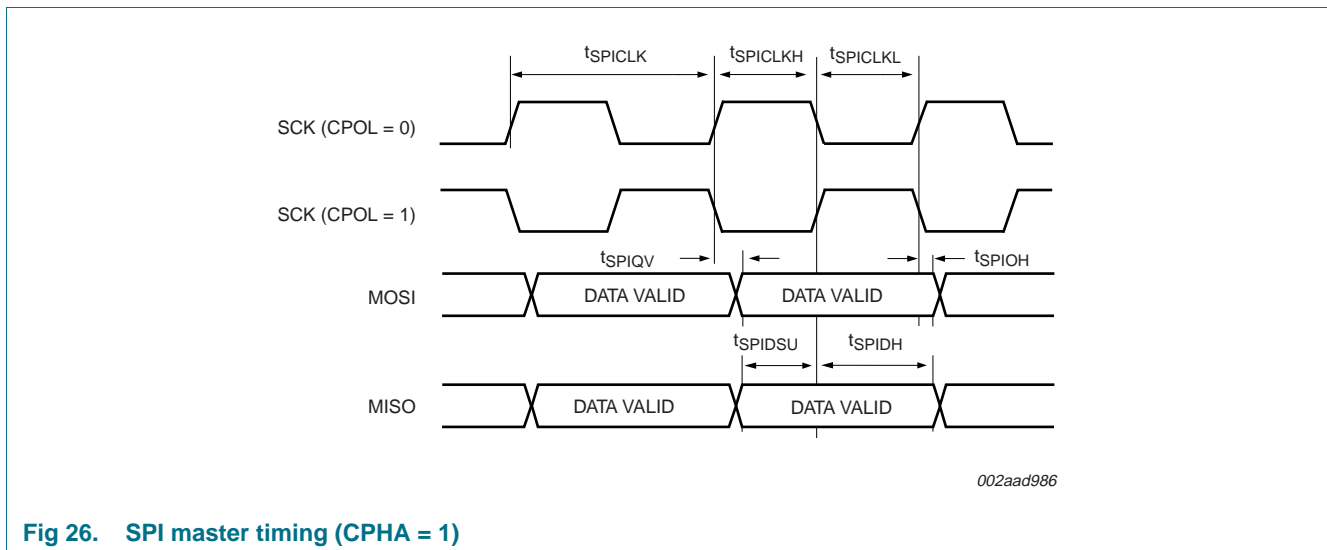 tSPICLK tSPICLKH tSPICLKL
SCK (CPOL = 0)
SCK (CPOL = 1)
tSPIQV tSPIOH
MOSI DATA VALID DATA VALID
tSPIDSU tSPIDH
MISO DATA VALID DATA VALID
002aad986
Fig 26. SPI master timing (CPHA = 1)